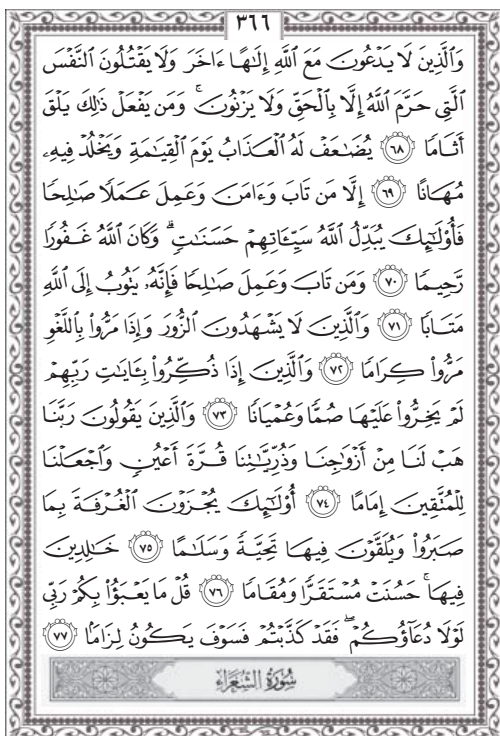 ٣٦٦
وَٱلَّذِينَ لَا يَدْعُونَ مَعَ ٱللَّهِ إِلَٰهًا ءَاخَرَ وَلَا يَقْتُلُونَ ٱلنَّفْسَ
ٱلَّتِى حَرَّمَ ٱللَّهُ إِلَّا بِٱلْحَقِّ وَلَا يَزْنُونَ ۚ وَمَن يَفْعَلْ ذَٰلِكَ يَلْقَ
أَثَامًا ٦٨ يُضَٰعَفْ لَهُ ٱلْعَذَابُ يَوْمَ ٱلْقِيَٰمَةِ وَيَخْلُدْ فِيهِۦ
مُهَانًا ٦٩ إِلَّا مَن تَابَ وَءَامَنَ وَعَمِلَ عَمَلًا صَٰلِحًا
فَأُو۟لَٰٓئِكَ يُبَدِّلُ ٱللَّهُ سَيِّـَٔاتِهِمْ حَسَنَٰتٍ ۗ وَكَانَ ٱللَّهُ غَفُورًا
رَّحِيمًا ٧٠ وَمَن تَابَ وَعَمِلَ صَٰلِحًا فَإِنَّهُۥ يَتُوبُ إِلَى ٱللَّهِ
مَتَابًا ٧١ وَٱلَّذِينَ لَا يَشْهَدُونَ ٱلزُّورَ وَإِذَا مَرُّوا۟ بِٱللَّغْوِ
مَرُّوا۟ كِرَامًا ٧٢ وَٱلَّذِينَ إِذَا ذُكِّرُوا۟ بِـَٔايَٰتِ رَبِّهِمْ
لَمْ يَخِرُّوا۟ عَلَيْهَا صُمًّا وَعُمْيَانًا ٧٣ وَٱلَّذِينَ يَقُولُونَ رَبَّنَا
هَبْ لَنَا مِنْ أَزْوَٰجِنَا وَذُرِّيَّٰتِنَا قُرَّةَ أَعْيُنٍ وَٱجْعَلْنَا
لِلْمُتَّقِينَ إِمَامًا ٧٤ أُو۟لَٰٓئِكَ يُجْزَوْنَ ٱلْغُرْفَةَ بِمَا
صَبَرُوا۟ وَيُلَقَّوْنَ فِيهَا تَحِيَّةً وَسَلَٰمًا ٧٥ خَٰلِدِينَ
فِيهَا ۚ حَسُنَتْ مُسْتَقَرًّا وَمُقَامًا ٧٦ قُلْ مَا يَعْبَؤُا۟ بِكُمْ رَبِّى
لَوْلَا دُعَآؤُكُمْ ۖ فَقَدْ كَذَّبْتُمْ فَسَوْفَ يَكُونُ لِزَامًۢا ٧٧
سُورَةُ الشُّعَرَاءِ